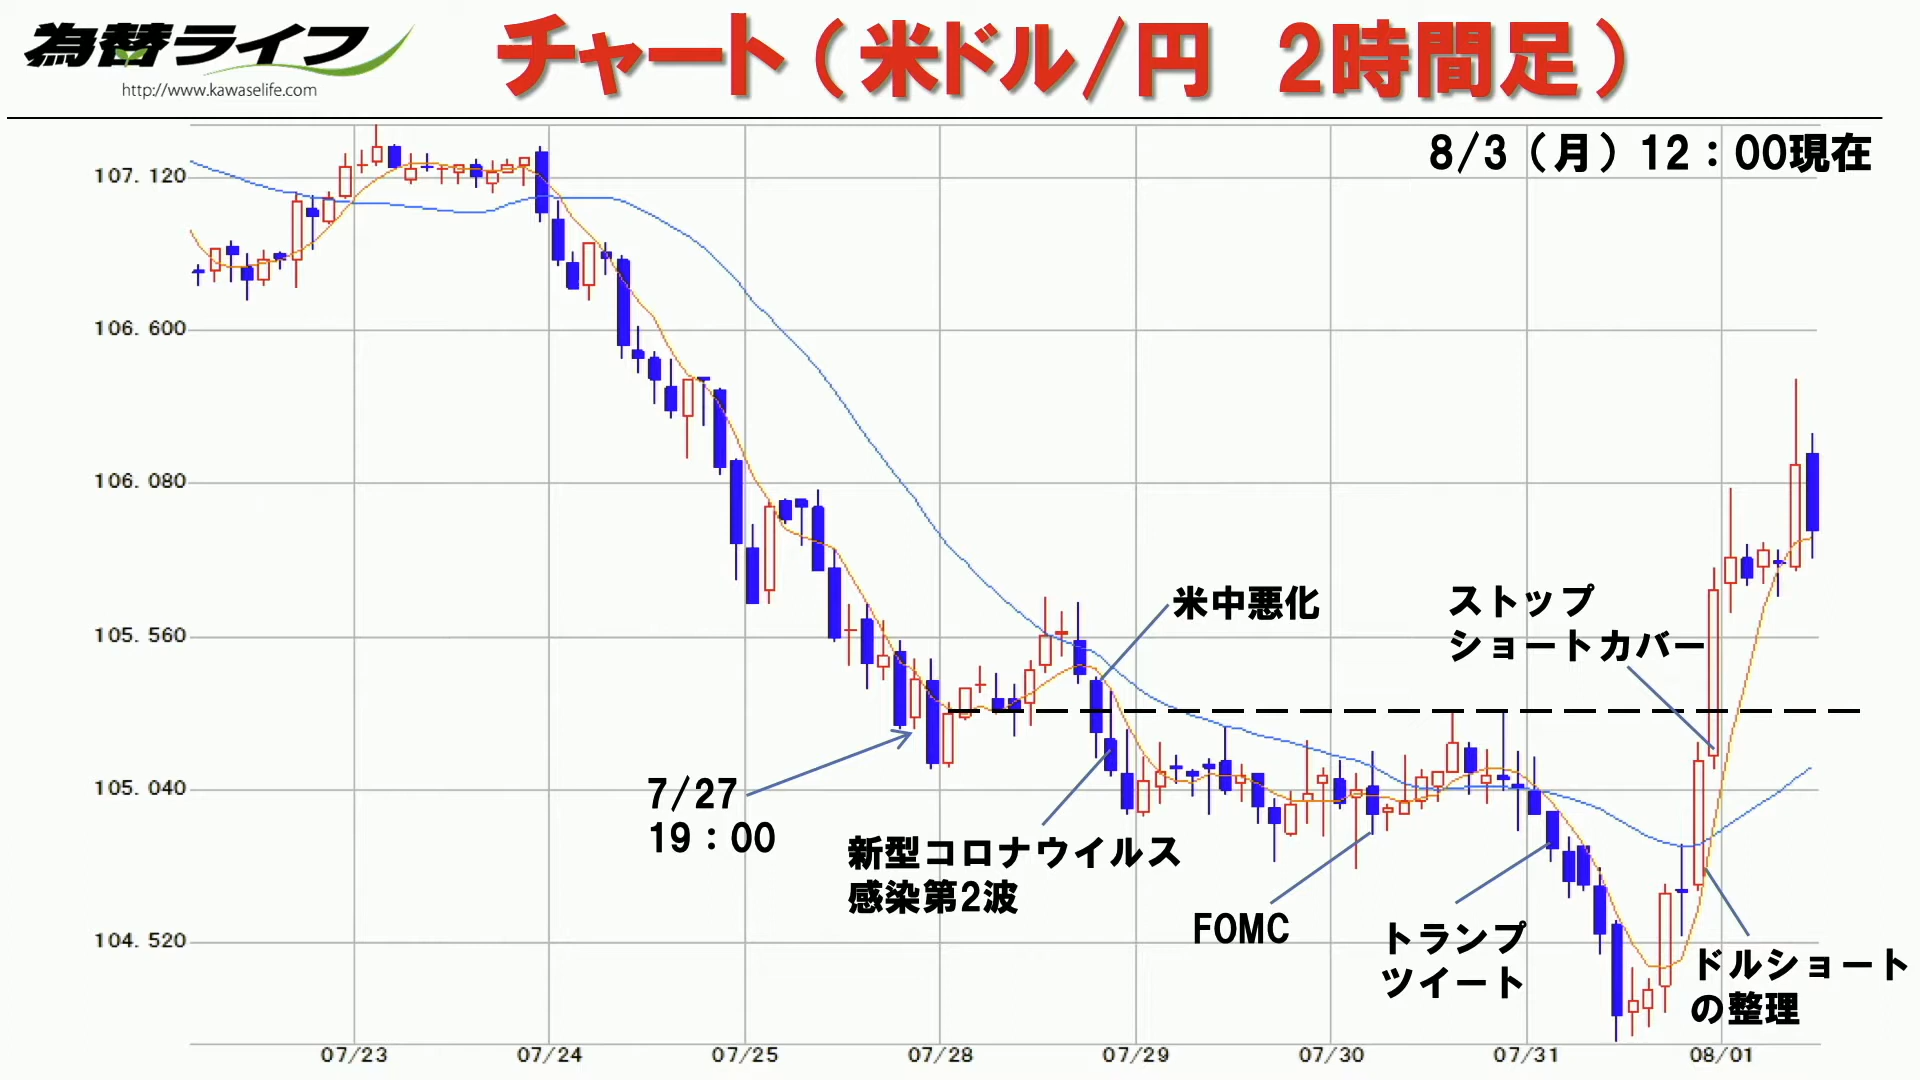 為替ライフ
http://www.kawaselife.com
チャート（米ドル/円　2時間足）
8/3（月）12：00現在
107.120
106.600
106.080
105.560
105.040
104.520
米中悪化
ストップ
ショートカバー
7/27
19：00
新型コロナウイルス
感染第2波
FOMC
トランプ
ツイート
ドルショート
の整理
07/23
07/24
07/25
07/28
07/29
07/30
07/31
08/01